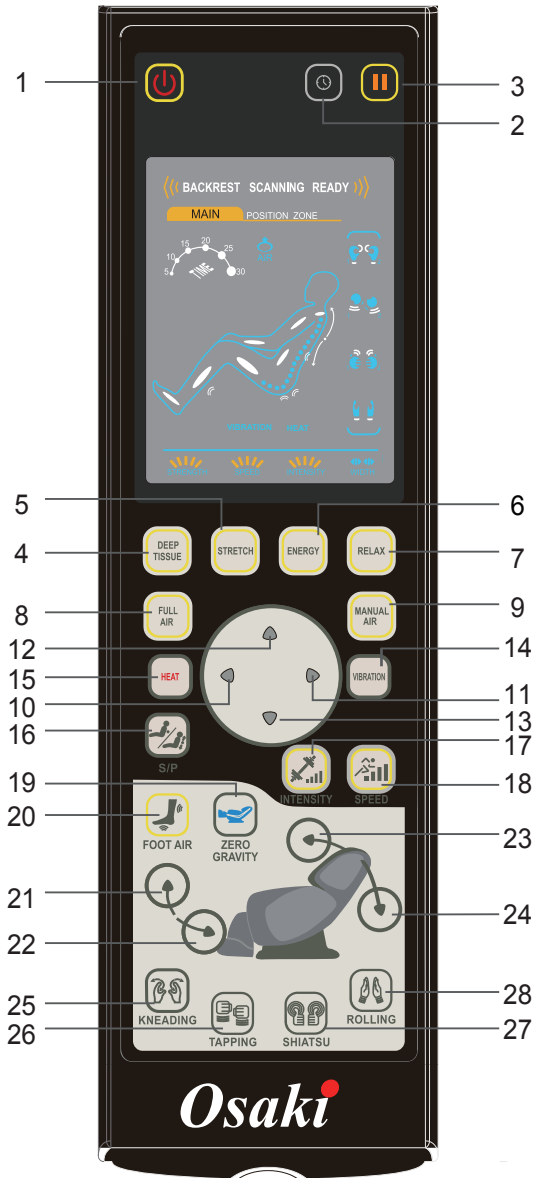 1
3
2
BACKREST SCANNING READY
MAIN POSITION ZONE
5 10 15 20 25 30
TIME
AIR
VIBRATION HEAT
5
6
4
7
DEEP TISSUE
STRETCH
ENERGY
RELAX
8
9
FULL AIR
MANUAL AIR
12
14
15
HEAT
VIBRATION
10
11
16
13
S/P
17
19
INTENSITY
SPEED
18
20
FOOT AIR
ZERO GRAVITY
23
21
24
22
25
KNEADING
TAPPING
SHIATSU
ROLLING
28
26
27
Osaki